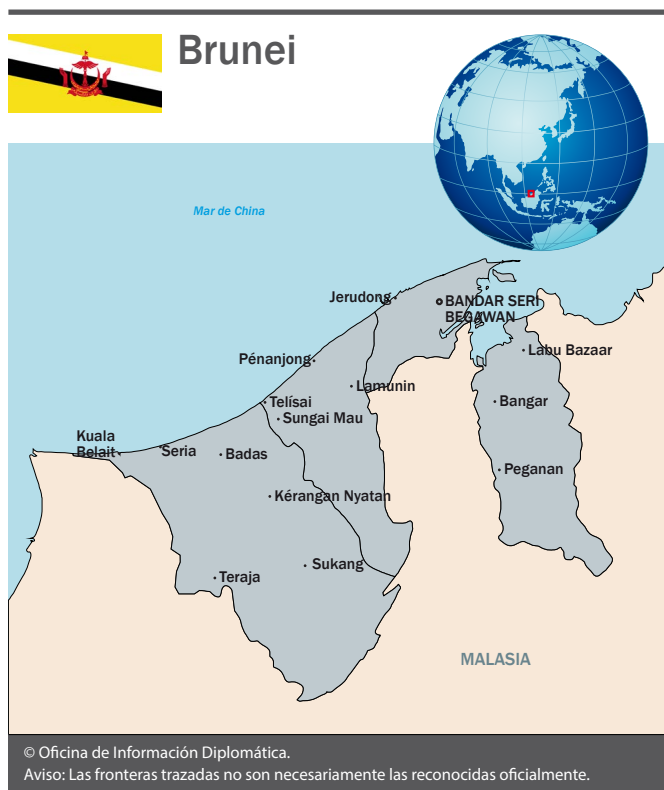 Brunei
Mar de China
Jerudong
BANDAR SERI
BEGAWAN
Labu Bazaar
Pénanjong
Lamunin
Telísai
Bangar
Sungai Mau
Kuala
Belait
Seria
Badas
Peganan
Kérangan Nyatan
Sukang
Teraja
MALASIA
© Oficina de Información Diplomática.
Aviso: Las fronteras trazadas no son necesariamente las reconocidas oficialmente.